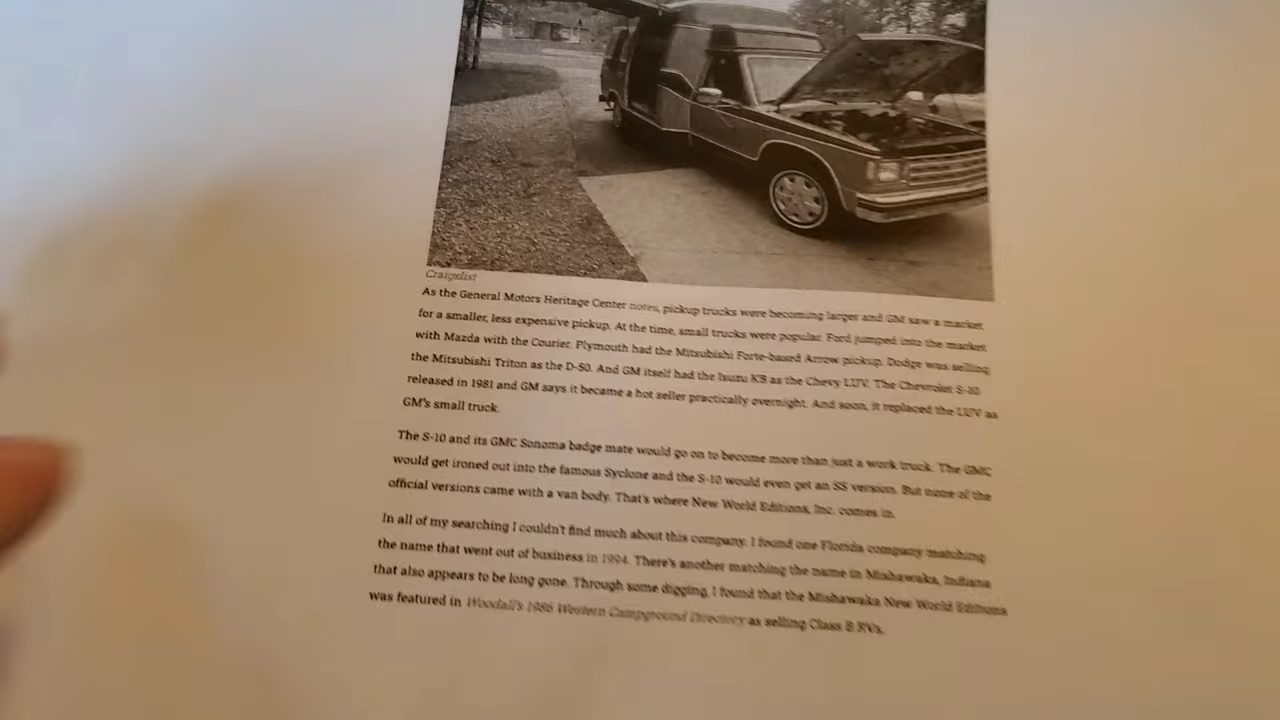 Craigslist
As the General Motors Heritage Center notes, pickup trucks were becoming larger and GM saw a market
for a smaller, less expensive pickup. At the time, small trucks were popular. Ford jumped into the market
with Mazda with the Courier. Plymouth had the Mitsubishi Forte-based Arrow pickup. Dodge was selling
the Mitsubishi Triton as the D-50. And GM itself had the Isuzu KB as the Chevy LUV. The Chevrolet S-10
released in 1981 and GM says it became a hot seller practically overnight. And soon, it replaced the LUV as
GM's small truck.
The S-10 and its GMC Sonoma badge mate would go on to become more than just a work truck. The GMC
would get ironed out into the famous Syclone and the S-10 would even get an SS version. But none of the
official versions came with a van body. That's where New World Editions, Inc. comes in.
In all of my searching I couldn't find much about this company. I found one Florida company matching
the name that went out of business in 1994. There's another matching the name in Mishawaka, Indiana
that also appears to be long gone. Through some digging, I found that the Mishawaka New World Editions
was featured in Woodall's 1986 Western Campground Directory as selling Class B RVs.